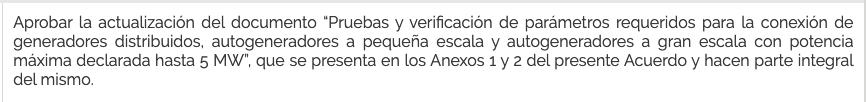 Aprobar la actualización del documento “Pruebas y verificación de parámetros requeridos para la conexión de
generadores distribuidos, autogeneradores a pequeña escala y autogeneradores a gran escala con potencia
máxima declarada hasta 5 MW”, que se presenta en los Anexos 1 y 2 del presente Acuerdo y hacen parte integral
del mismo.